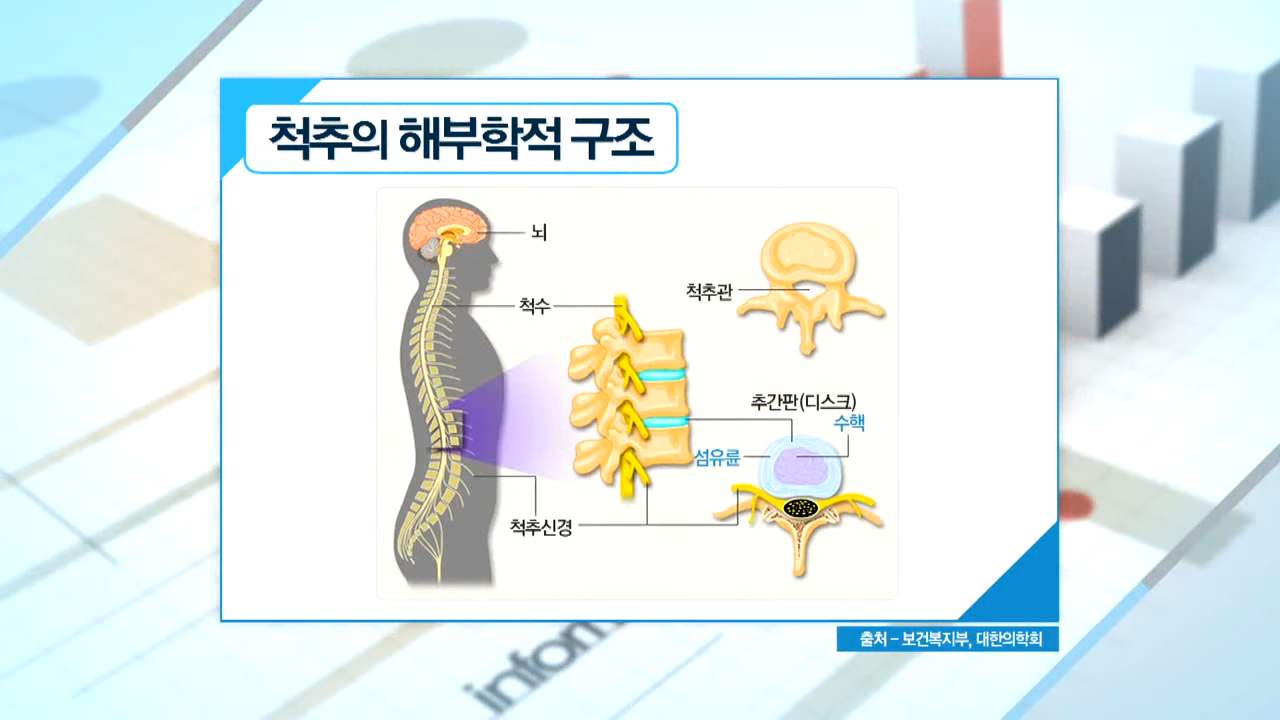 척추의 해부학적 구조
뇌
척수
척추관
추간판(디스크)
수핵
섬유륜
척추신경
출처 – 보건복지부, 대한의학회
infom